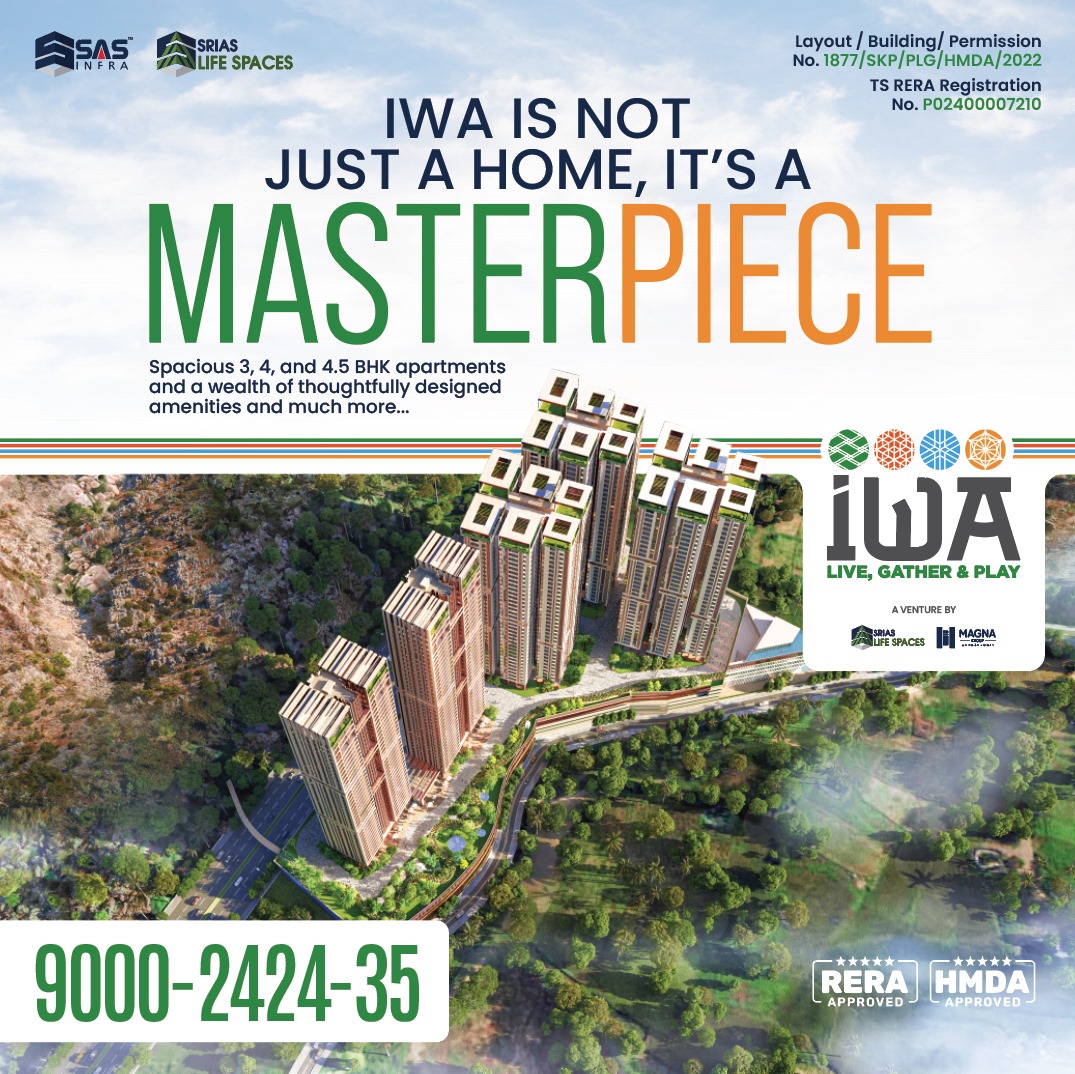 SAS™
INFRA
SRIAS
LIFE SPACES
Layout / Building/ Permission
No. 1877/SKP/PLG/HMDA/2022
TS RERA Registration
No. P02400007210
IWA IS NOT
JUST A HOME, IT’S A
MASTERPIECE
Spacious 3, 4, and 4.5 BHK apartments
and a wealth of thoughtfully designed
amenities and much more...
iWA
LIVE, GATHER & PLAY
A VENTURE BY
SRIAS
LIFE SPACES
MAGNA
9000-2424-35
RERA
APPROVED
HMDA
APPROVED